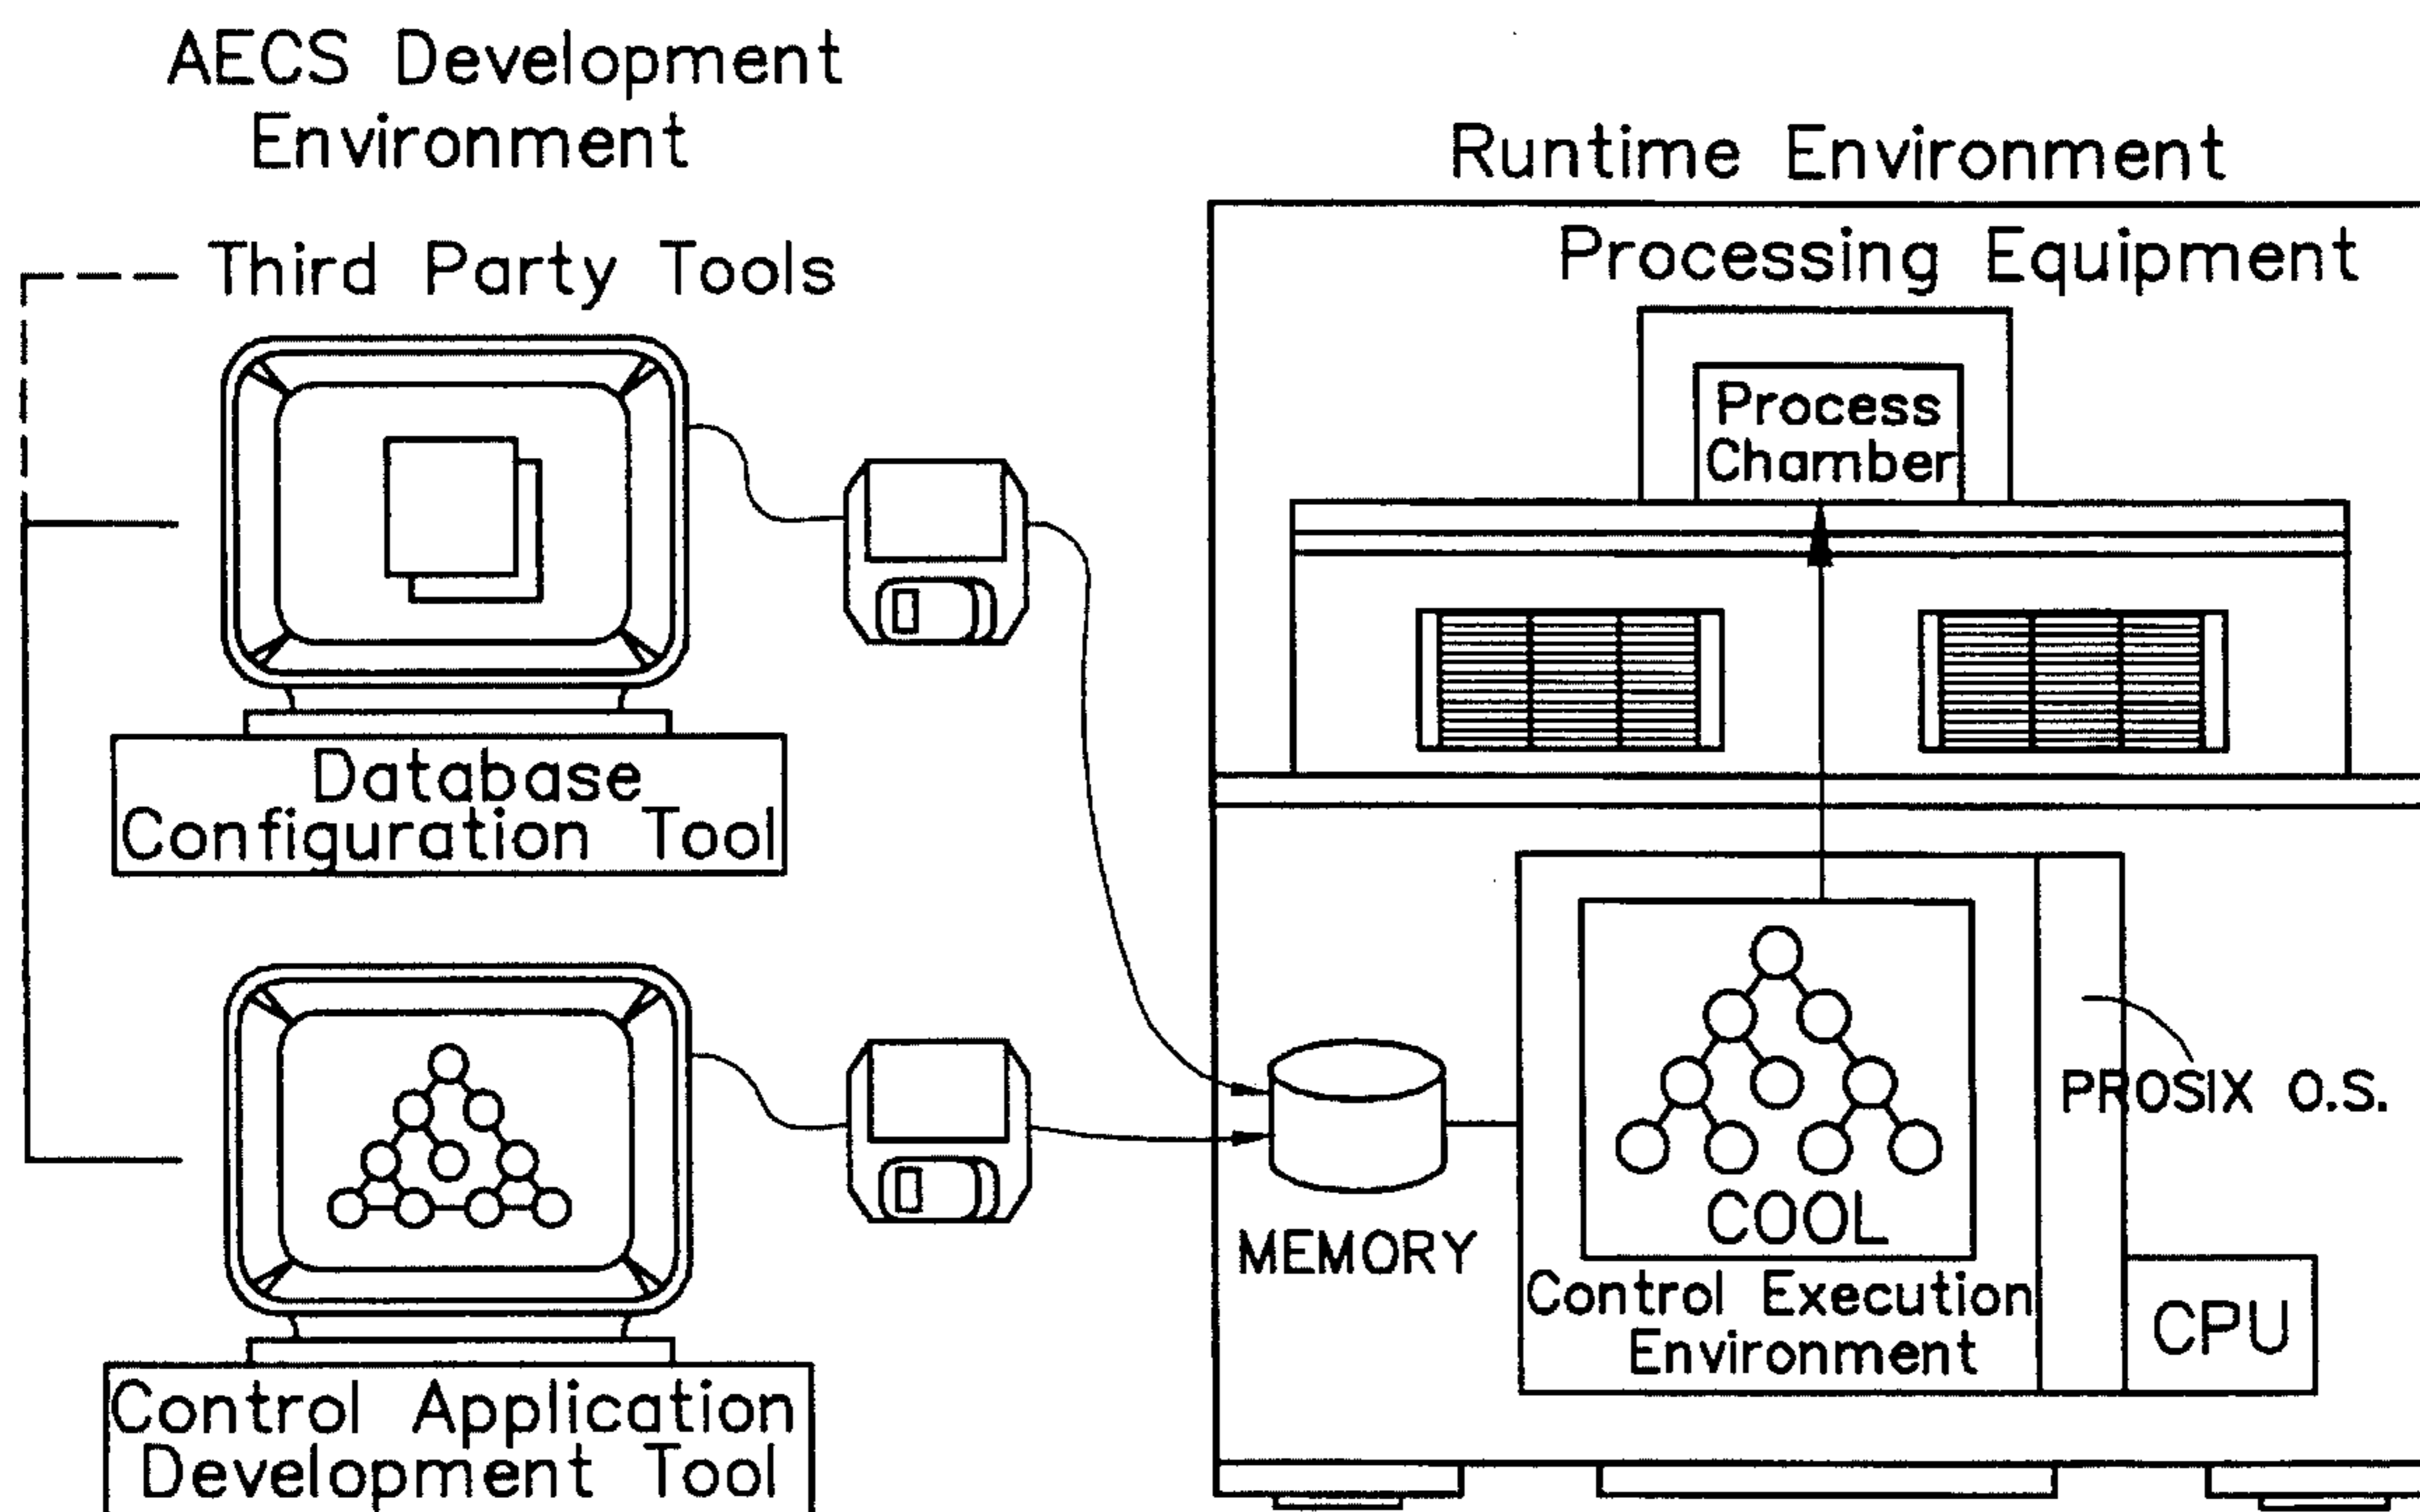 AECS Development
Environment
Third Party Tools
Database
Configuration Tool
Control Application
Development Tool
Runtime Environment
Processing Equipment
Process
Chamber
MEMORY
COOL
Control Execution
Environment
PROSIX O.S.
CPU